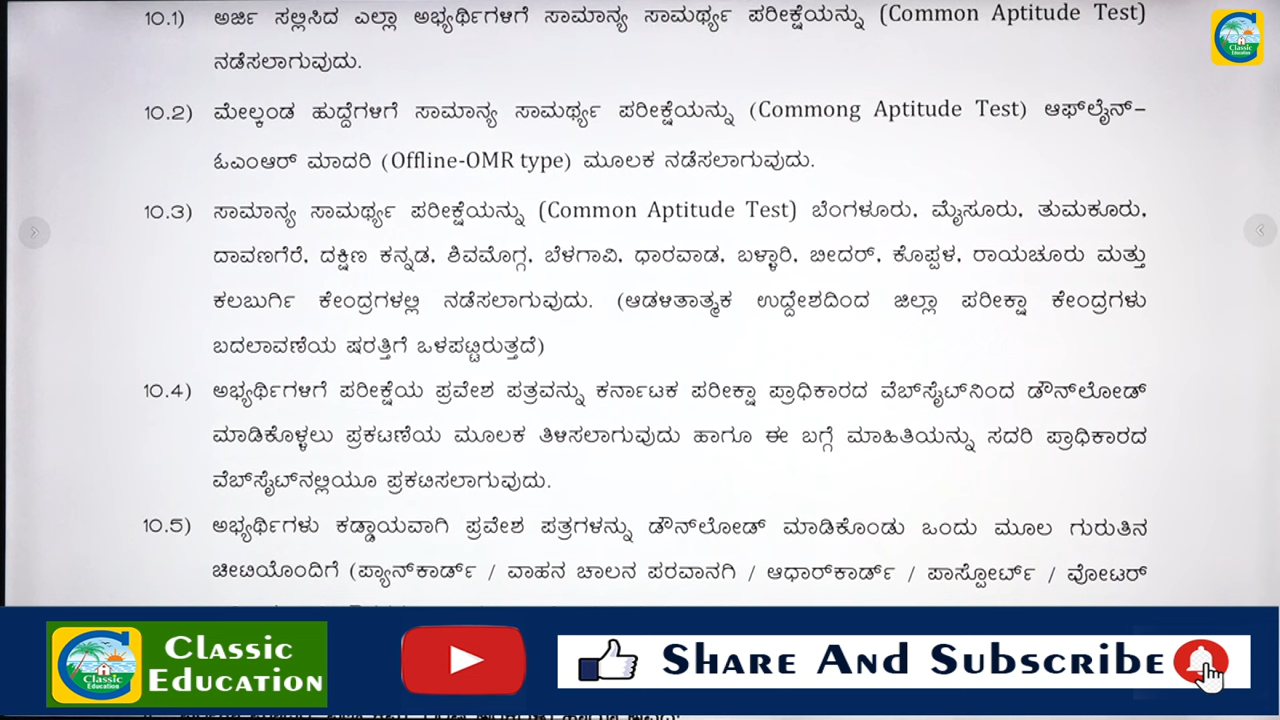 10.1) ಅರ್ಜಿ ಸಲ್ಲಿಸಿದ ಎಲ್ಲಾ ಅಭ್ಯರ್ಥಿಗಳಿಗೆ ಸಾಮಾನ್ಯ ಸಾಮರ್ಥ್ಯ ಪರೀಕ್ಷೆಯನ್ನು (Common Aptitude Test)
ನಡೆಸಲಾಗುವುದು.
10.2) ಮೇಲ್ಕಂಡ ಹುದ್ದೆಗಳಿಗೆ ಸಾಮಾನ್ಯ ಸಾಮರ್ಥ್ಯ ಪರೀಕ್ಷೆಯನ್ನು (Commong Aptitude Test) ಆಫ್‌ಲೈನ್–
ಓಎಂಆರ್ ಮಾದರಿ (Offline-OMR type) ಮೂಲಕ ನಡೆಸಲಾಗುವುದು.
10.3) ಸಾಮಾನ್ಯ ಸಾಮರ್ಥ್ಯ ಪರೀಕ್ಷೆಯನ್ನು (Common Aptitude Test) ಬೆಂಗಳೂರು, ಮೈಸೂರು, ತುಮಕೂರು,
ದಾವಣಗೆರೆ, ದಕ್ಷಿಣ ಕನ್ನಡ, ಶಿವಮೊಗ್ಗ, ಬೆಳಗಾವಿ, ಧಾರವಾಡ, ಬಳ್ಳಾರಿ, ಬೀದರ್, ಕೊಪ್ಪಳ, ರಾಯಚೂರು ಮತ್ತು
ಕಲಬುರ್ಗಿ ಕೇಂದ್ರಗಳಲ್ಲಿ ನಡೆಸಲಾಗುವುದು. (ಆಡಳಿತಾತ್ಮಕ ಉದ್ದೇಶದಿಂದ ಜಿಲ್ಲಾ ಪರೀಕ್ಷಾ ಕೇಂದ್ರಗಳು
ಬದಲಾವಣೆಯ ಷರತ್ತಿಗೆ ಒಳಪಟ್ಟಿರುತ್ತದೆ)
10.4) ಅಭ್ಯರ್ಥಿಗಳಿಗೆ ಪರೀಕ್ಷೆಯ ಪ್ರವೇಶ ಪತ್ರವನ್ನು ಕರ್ನಾಟಕ ಪರೀಕ್ಷಾ ಪ್ರಾಧಿಕಾರದ ವೆಬ್‌ಸೈಟ್‌ನಿಂದ ಡೌನ್‌ಲೋಡ್
ಮಾಡಿಕೊಳ್ಳಲು ಪ್ರಕಟಣೆಯ ಮೂಲಕ ತಿಳಿಸಲಾಗುವುದು ಹಾಗೂ ಈ ಬಗ್ಗೆ ಮಾಹಿತಿಯನ್ನು ಸದರಿ ಪ್ರಾಧಿಕಾರದ
ವೆಬ್‌ಸೈಟ್‌ನಲ್ಲಿಯೂ ಪ್ರಕಟಿಸಲಾಗುವುದು.
10.5) ಅಭ್ಯರ್ಥಿಗಳು ಕಡ್ಡಾಯವಾಗಿ ಪ್ರವೇಶ ಪತ್ರಗಳನ್ನು ಡೌನ್‌ಲೋಡ್ ಮಾಡಿಕೊಂಡು ಒಂದು ಮೂಲ ಗುರುತಿನ
ಚೀಟಿಯೊಂದಿಗೆ (ಪ್ಯಾನ್‌ಕಾರ್ಡ್ / ವಾಹನ ಚಾಲನ ಪರವಾನಗಿ / ಆಧಾರ್‌ಕಾರ್ಡ್ / ಪಾಸ್ಪೋರ್ಟ್ / ವೋಟರ್
Classic Education
Classic Education
Classic Education
Share And Subscribe